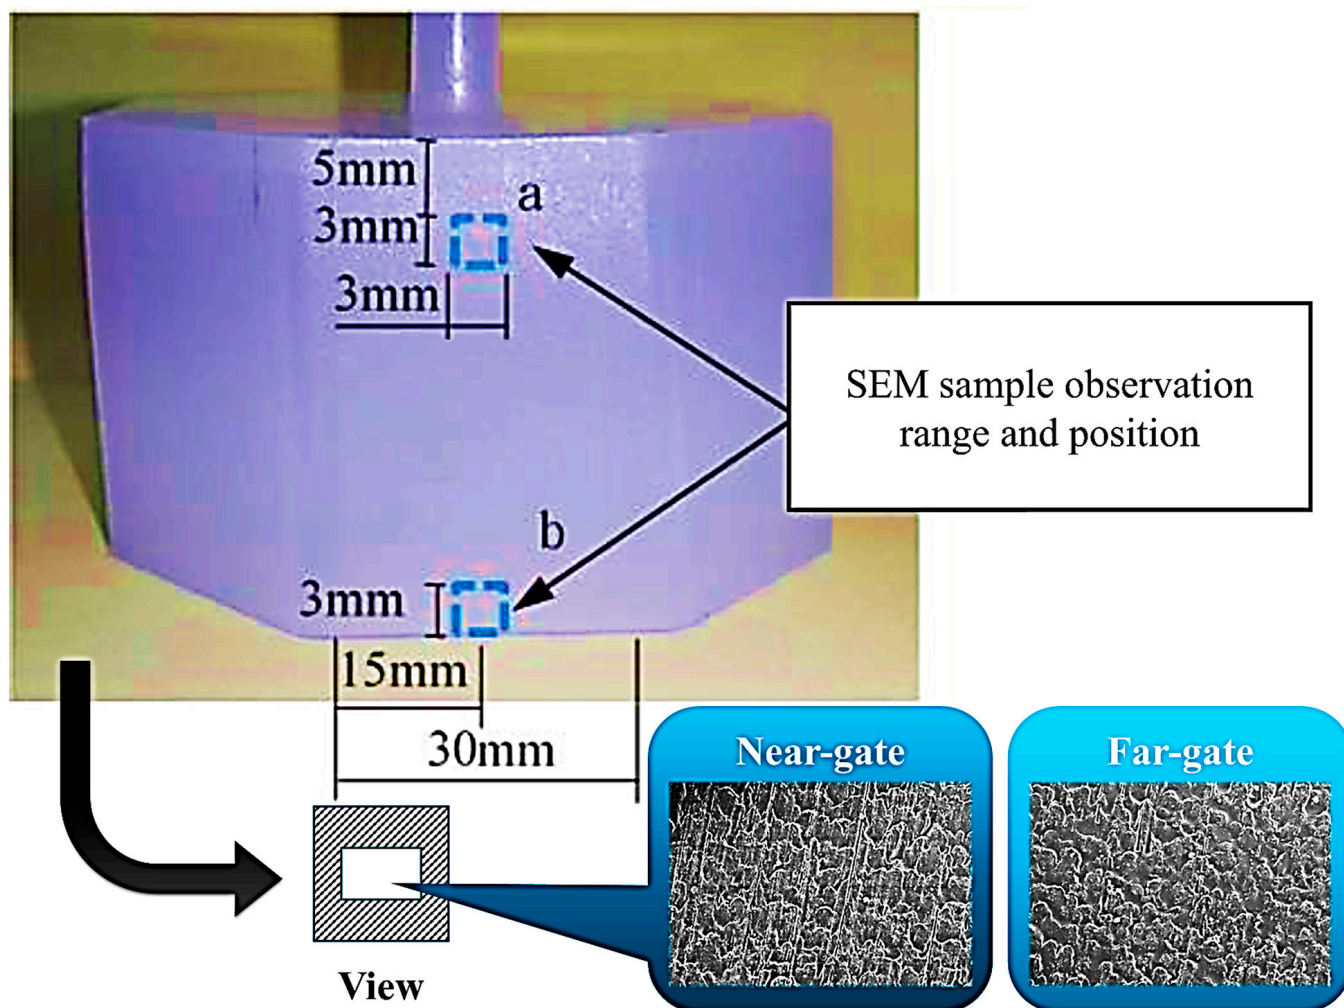 5mm
a
3mm
3mm
SEM sample observation
range and position
b
3mm
15mm
30mm
Near-gate
Far-gate
View